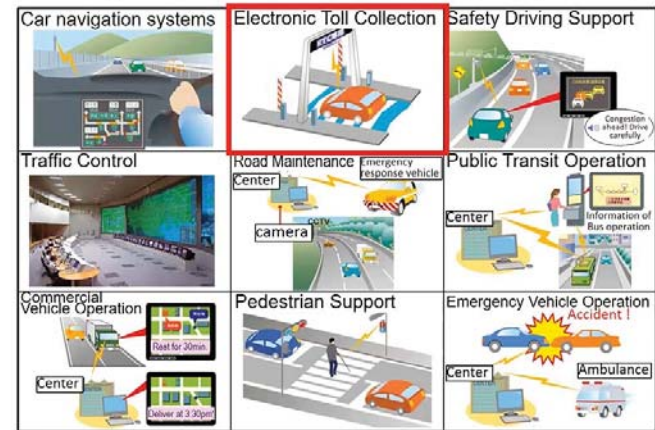 Car navigation systems
Electronic Toll Collection
Safety Driving Support
Congestion
ahead! Drive
carefully
Traffic Control
Road Maintenance
Emergency
response vehicle
Center
camera
CCTV
Public Transit Operation
Center
Information of
Bus operation
Commercial
Vehicle Operation
Rest for 30min.
Center
Deliver at 3:30pm
Pedestrian Support
Emergency Vehicle Operation
Accident !
Center
Ambulance